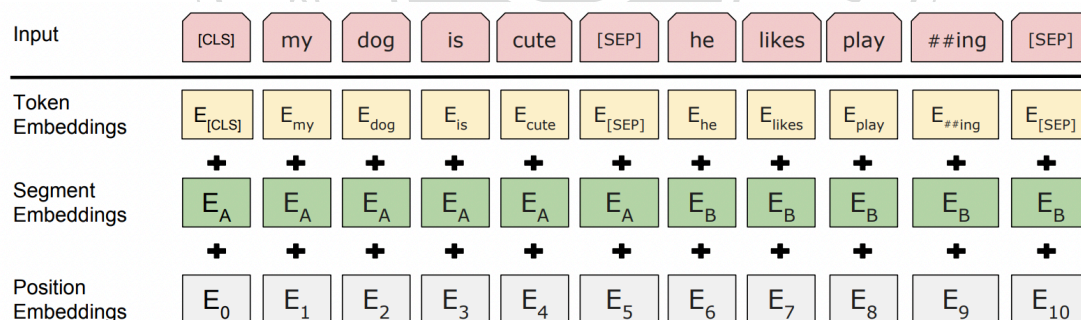 Input [CLS] my dog is cute [SEP] he likes play ##ing [SEP]
Token
Embeddings
E[CLS] Emy Edog Eis Ecute E[SEP] Ehe Elikes Eplay E##ing E[SEP]
+ + + + + + + + + + +
Segment
Embeddings
EA EA EA EA EA EA EB EB EB EB EB
+ + + + + + + + + + +
Position
Embeddings
E0 E1 E2 E3 E4 E5 E6 E7 E8 E9 E10